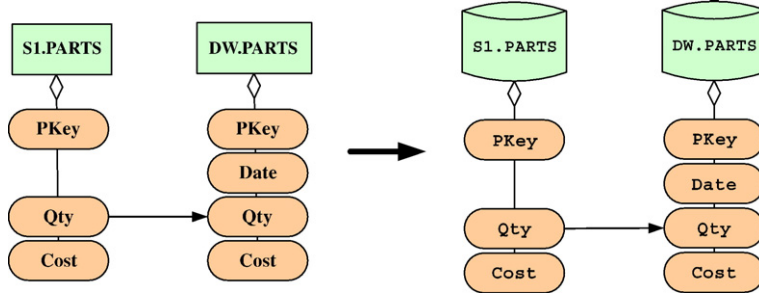 S1.PARTS DW.PARTS
PKey PKey
Date
Qty Qty
Cost Cost
S1.PARTS DW.PARTS
PKey PKey
Date
Qty Qty
Cost Cost